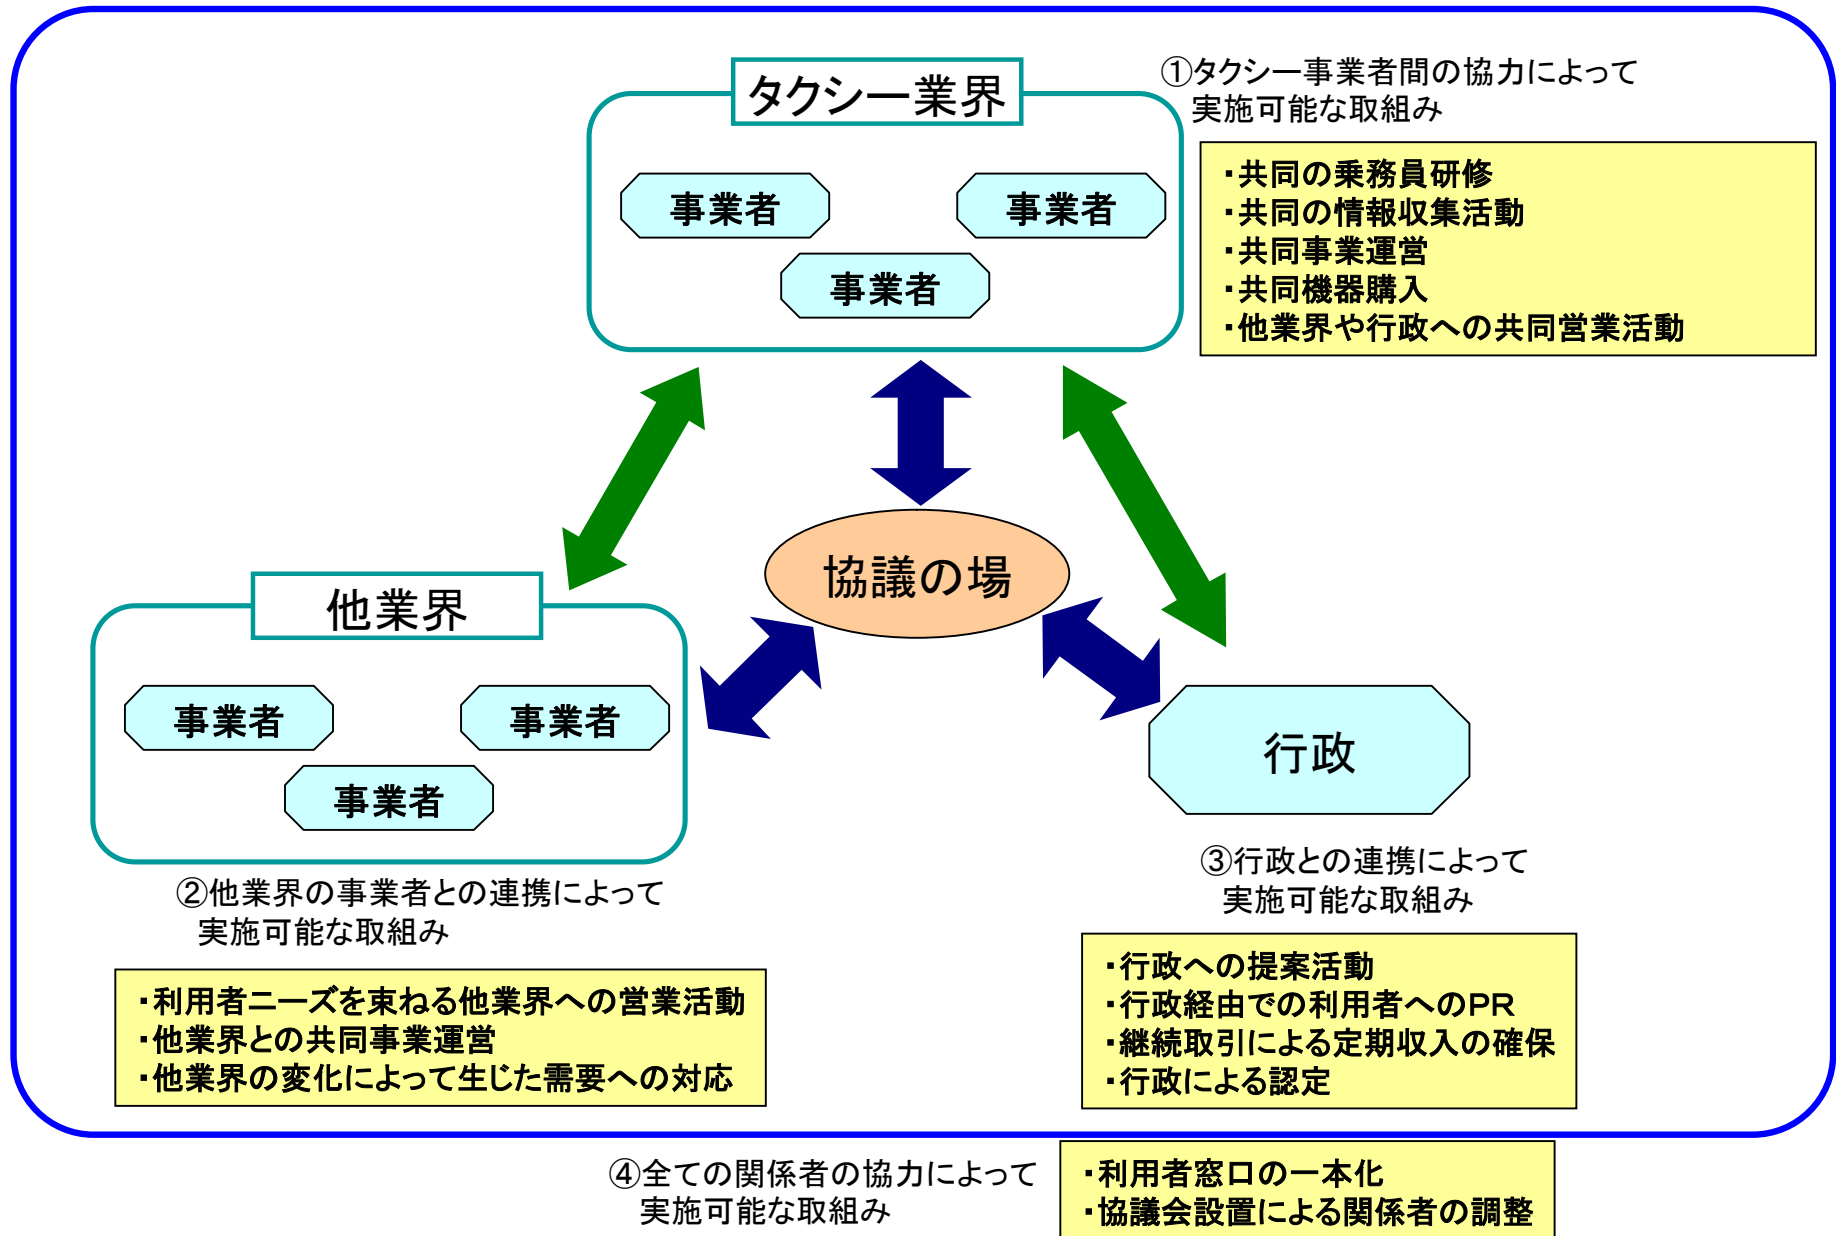 タクシー業界
事業者
事業者
事業者
①タクシー事業者間の協力によって
実施可能な取組み
・共同の乗務員研修
・共同の情報収集活動
・共同事業運営
・共同機器購入
・他業界や行政への共同営業活動
協議の場
他業界
事業者
事業者
事業者
②他業界の事業者との連携によって
実施可能な取組み
・利用者ニーズを束ねる他業界への営業活動
・他業界との共同事業運営
・他業界の変化によって生じた需要への対応
行政
③行政との連携によって
実施可能な取組み
・行政への提案活動
・行政経由での利用者へのPR
・継続取引による定期収入の確保
・行政による認定
④全ての関係者の協力によって
実施可能な取組み
・利用者窓口の一本化
・協議会設置による関係者の調整